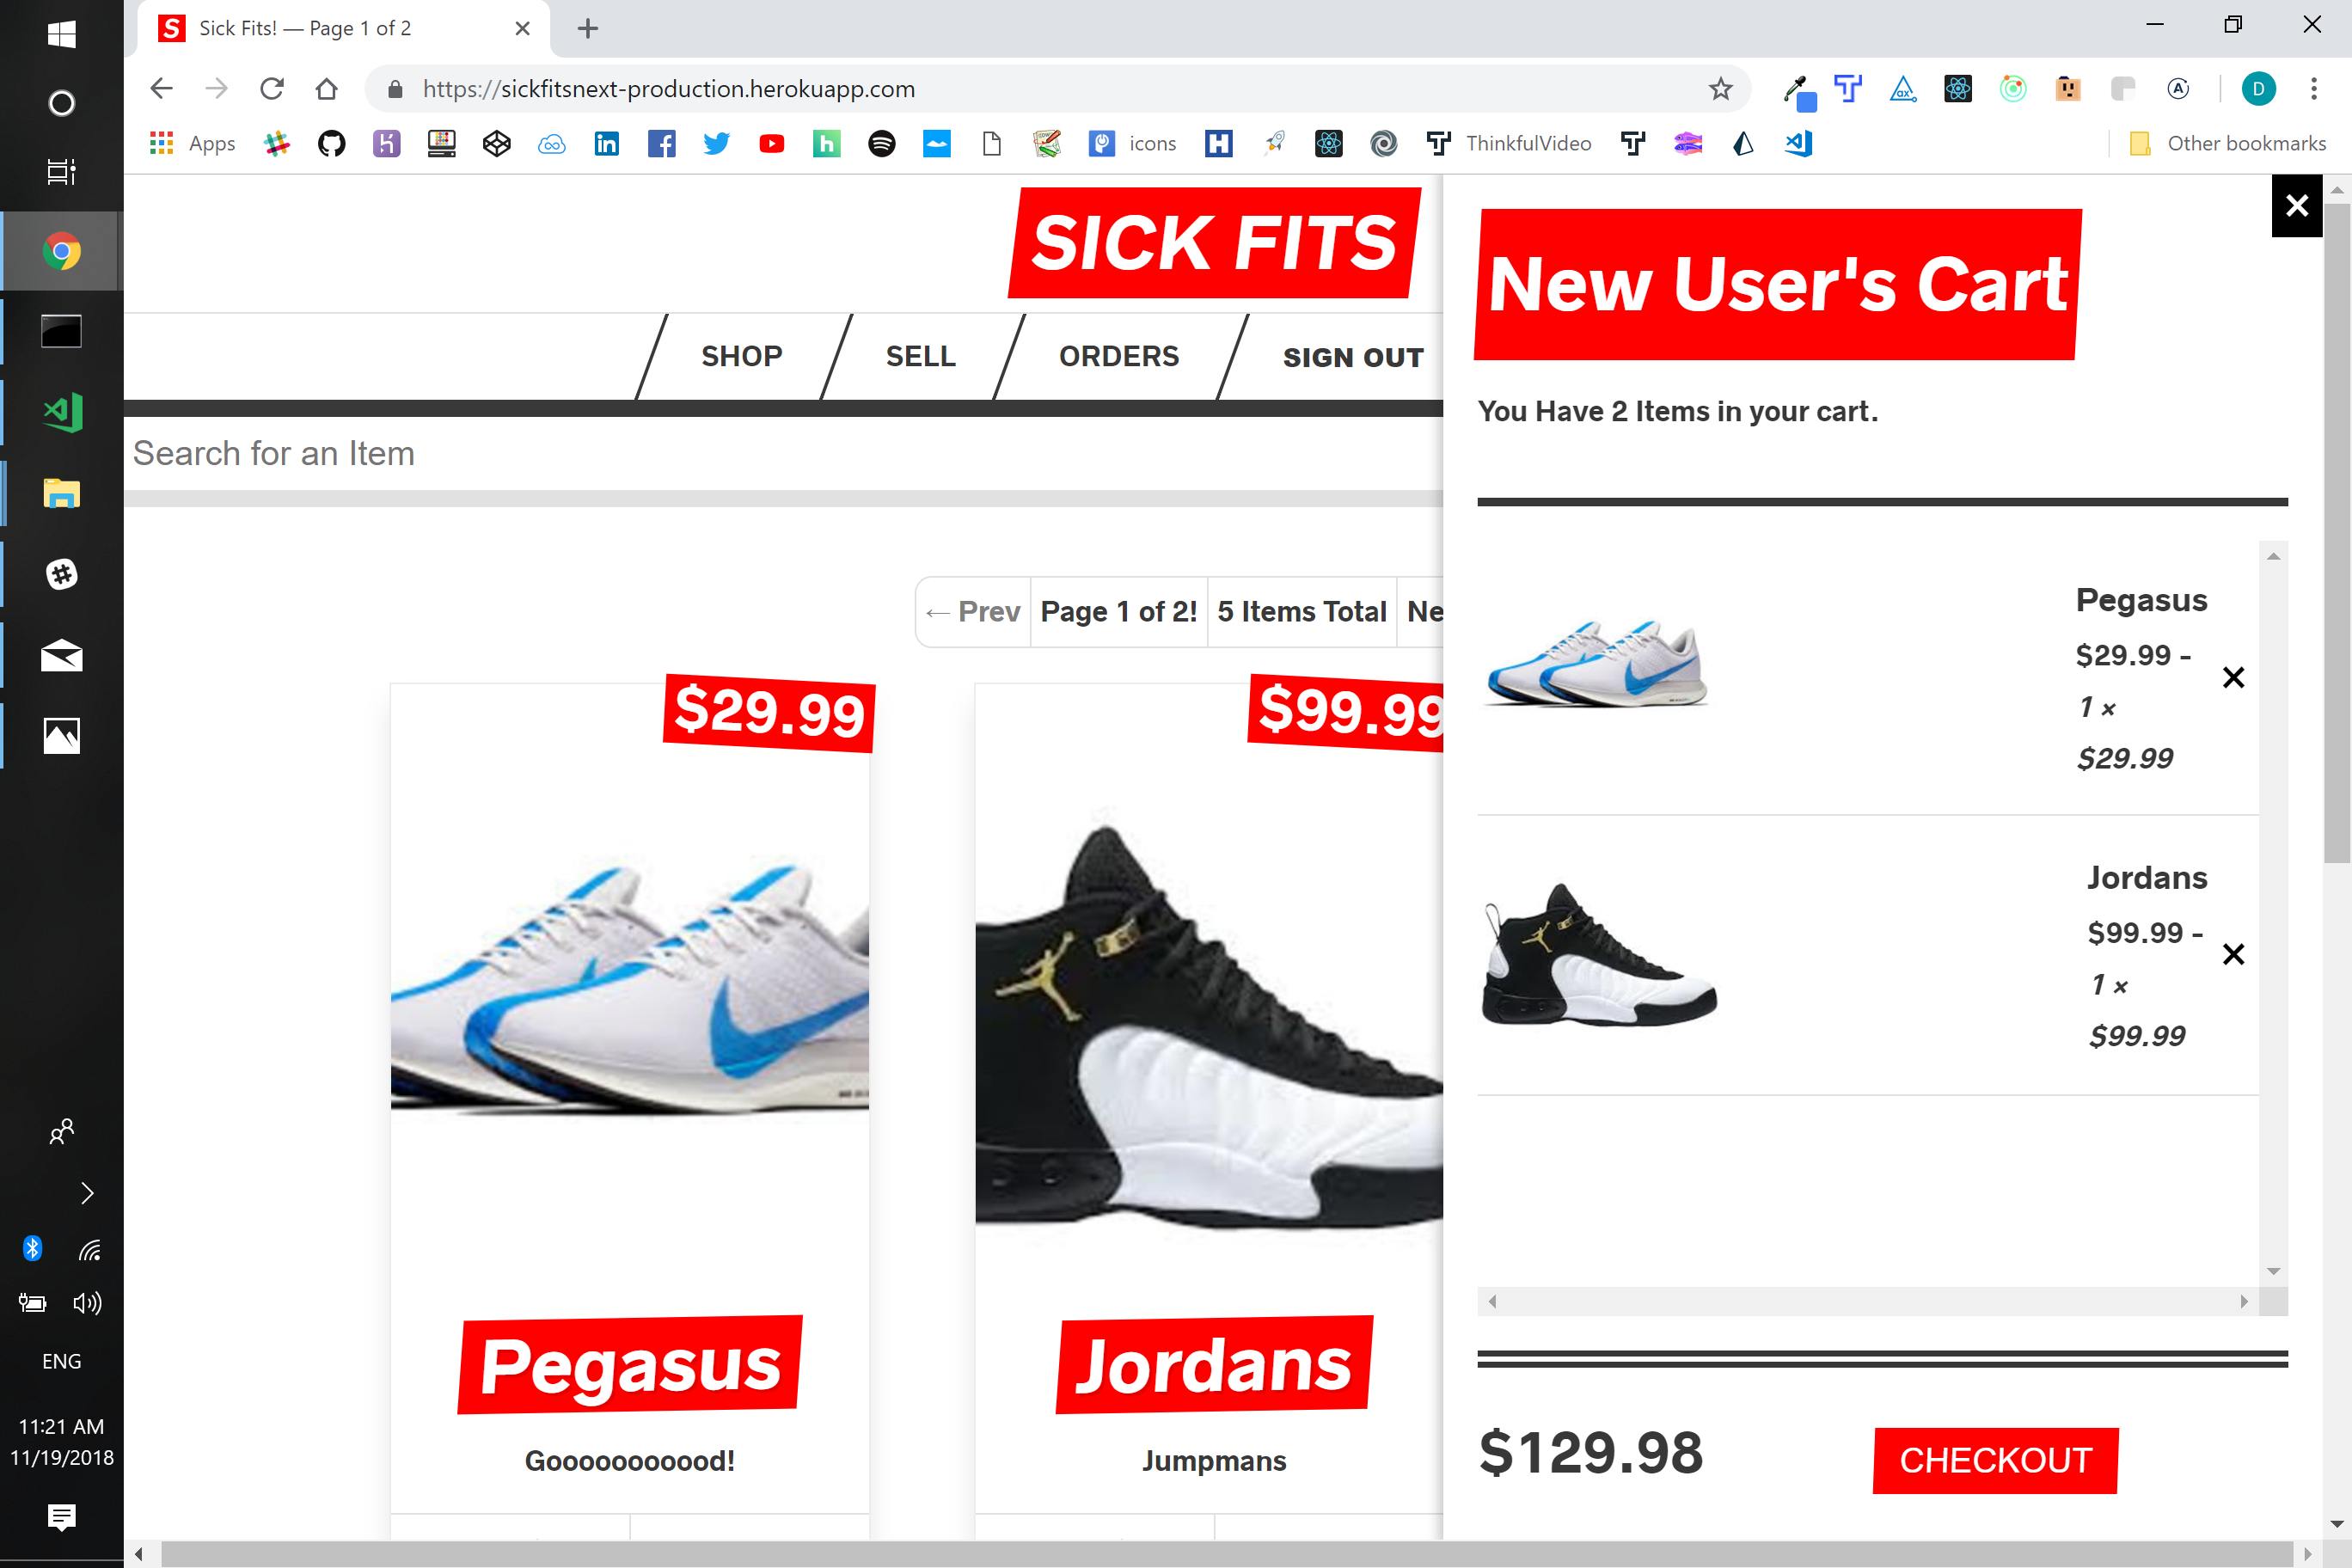 Sick Fits! — Page 1 of 2
https://sickfitsnext-production.herokuapp.com
D
Apps
icons
ThinkfulVideo
Other bookmarks
SICK FITS
SHOP
SELL
ORDERS
SIGN OUT
Search for an Item
← Prev
Page 1 of 2!
5 Items Total
Ne
$29.99
Pegasus
Gooooooooood!
$99.99
Jordans
Jumpmans
×
New User's Cart
You Have 2 Items in your cart.
Pegasus
$29.99 -
1 ×
$29.99
×
Jordans
$99.99 -
1 ×
$99.99
×
$129.98
CHECKOUT
ENG
11:21 AM
11/19/2018